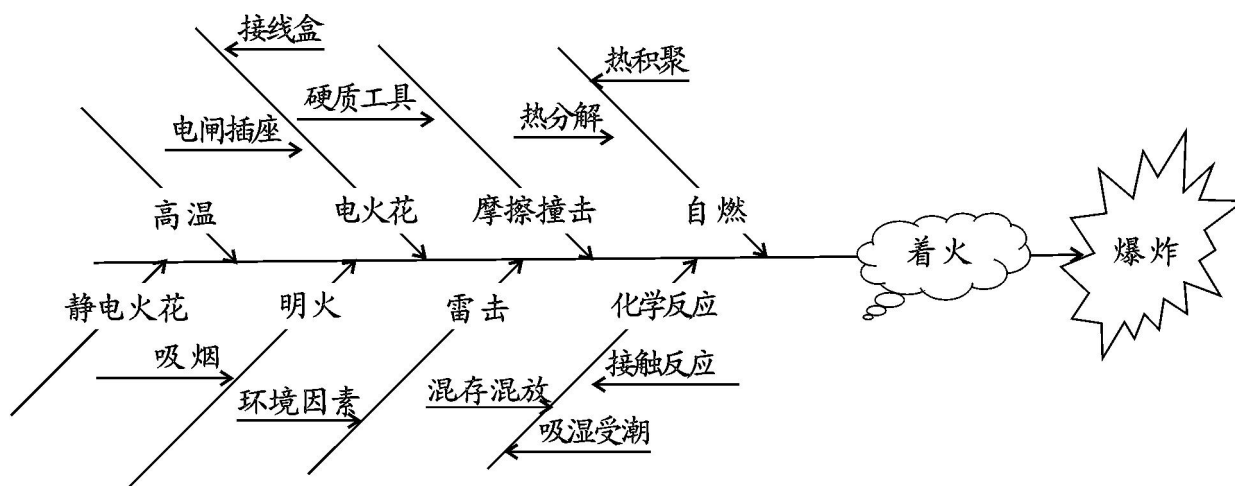 接线盒
热积聚
硬质工具
热分解
电闸插座
高温
电火花
摩擦撞击
自燃
着火
爆炸
静电火花
明火
雷击
化学反应
吸烟
接触反应
环境因素
混存混放
吸湿受潮